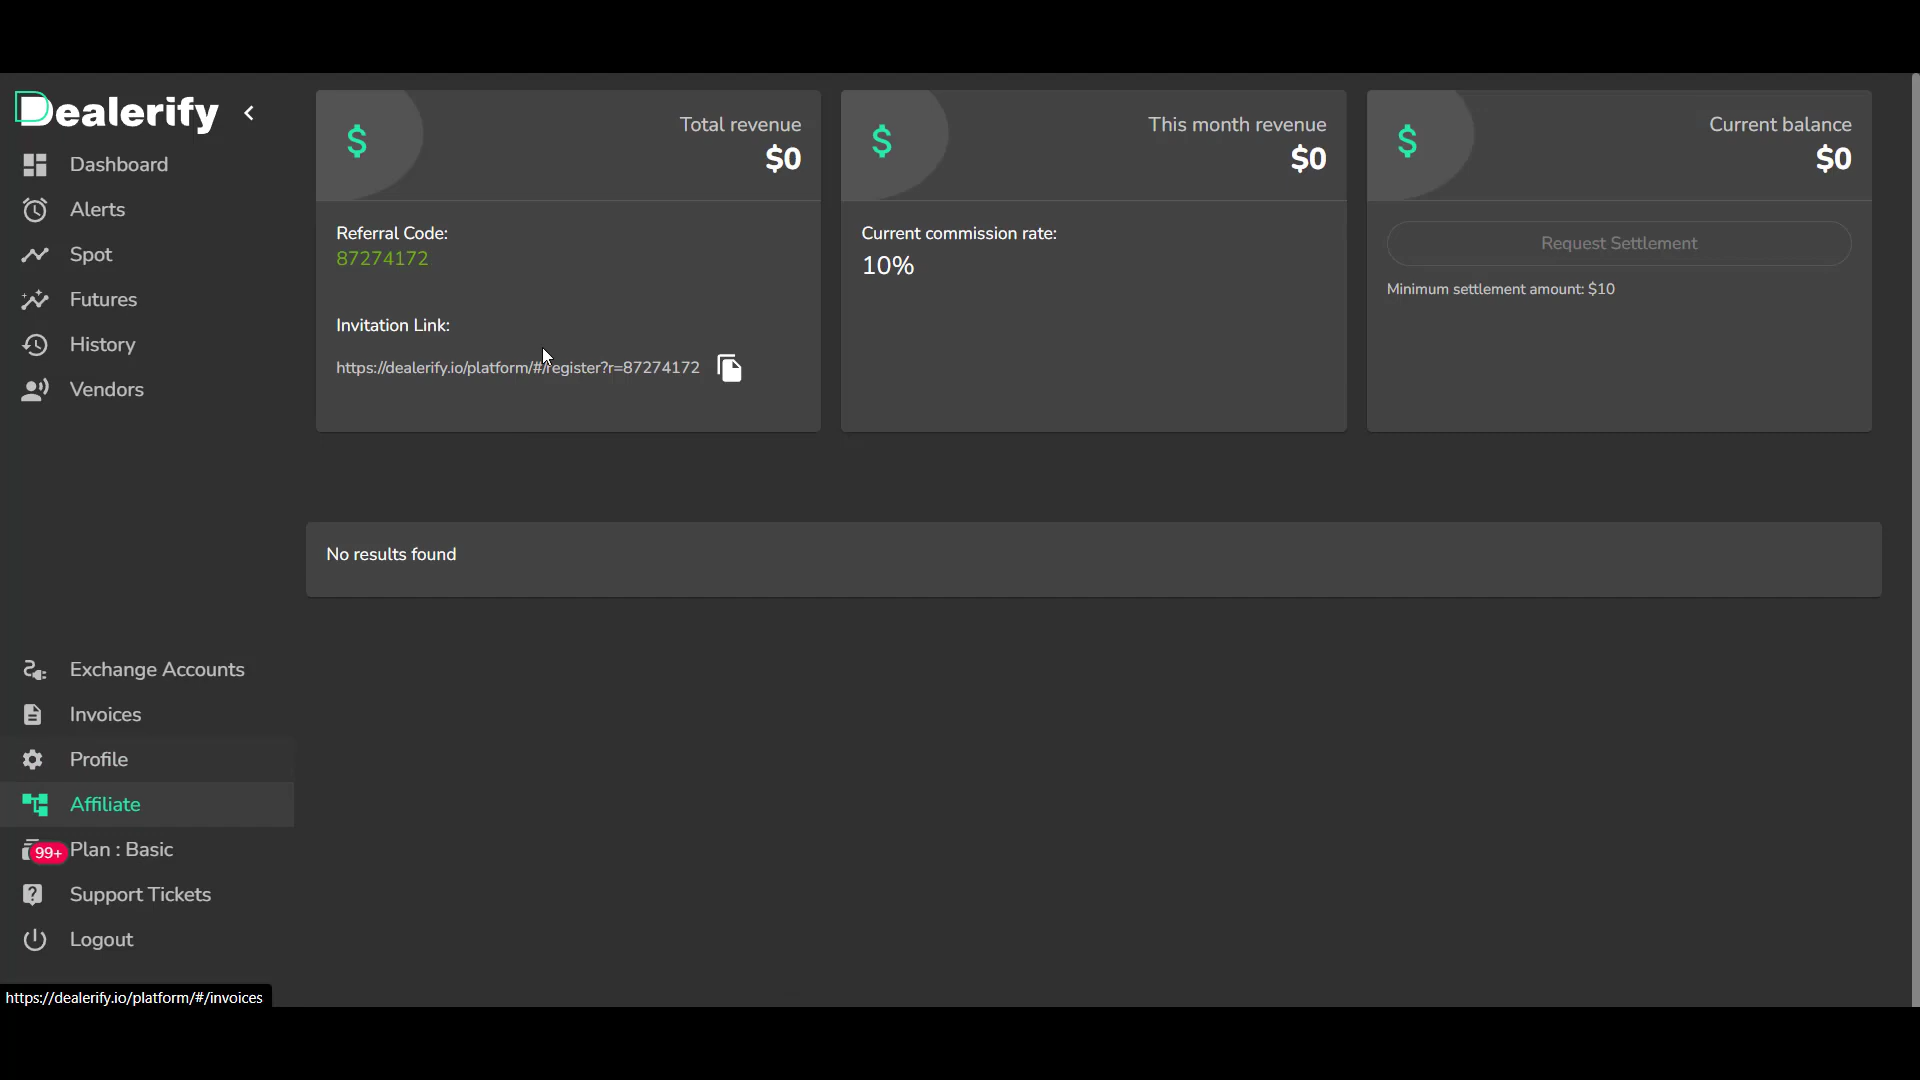 Dealerify
Dashboard
Alerts
Spot
Futures
History
Vendors
Exchange Accounts
Invoices
Profile
Affiliate
99+ Plan : Basic
Support Tickets
Logout
Total revenue
$0
Referral Code:
87274172
Invitation Link:
https://dealerify.io/platform/#/register?r=87274172
This month revenue
$0
Current commission rate:
10%
Current balance
$0
Request Settlement
Minimum settlement amount: $10
No results found
https://dealerify.io/platform/#/invoices